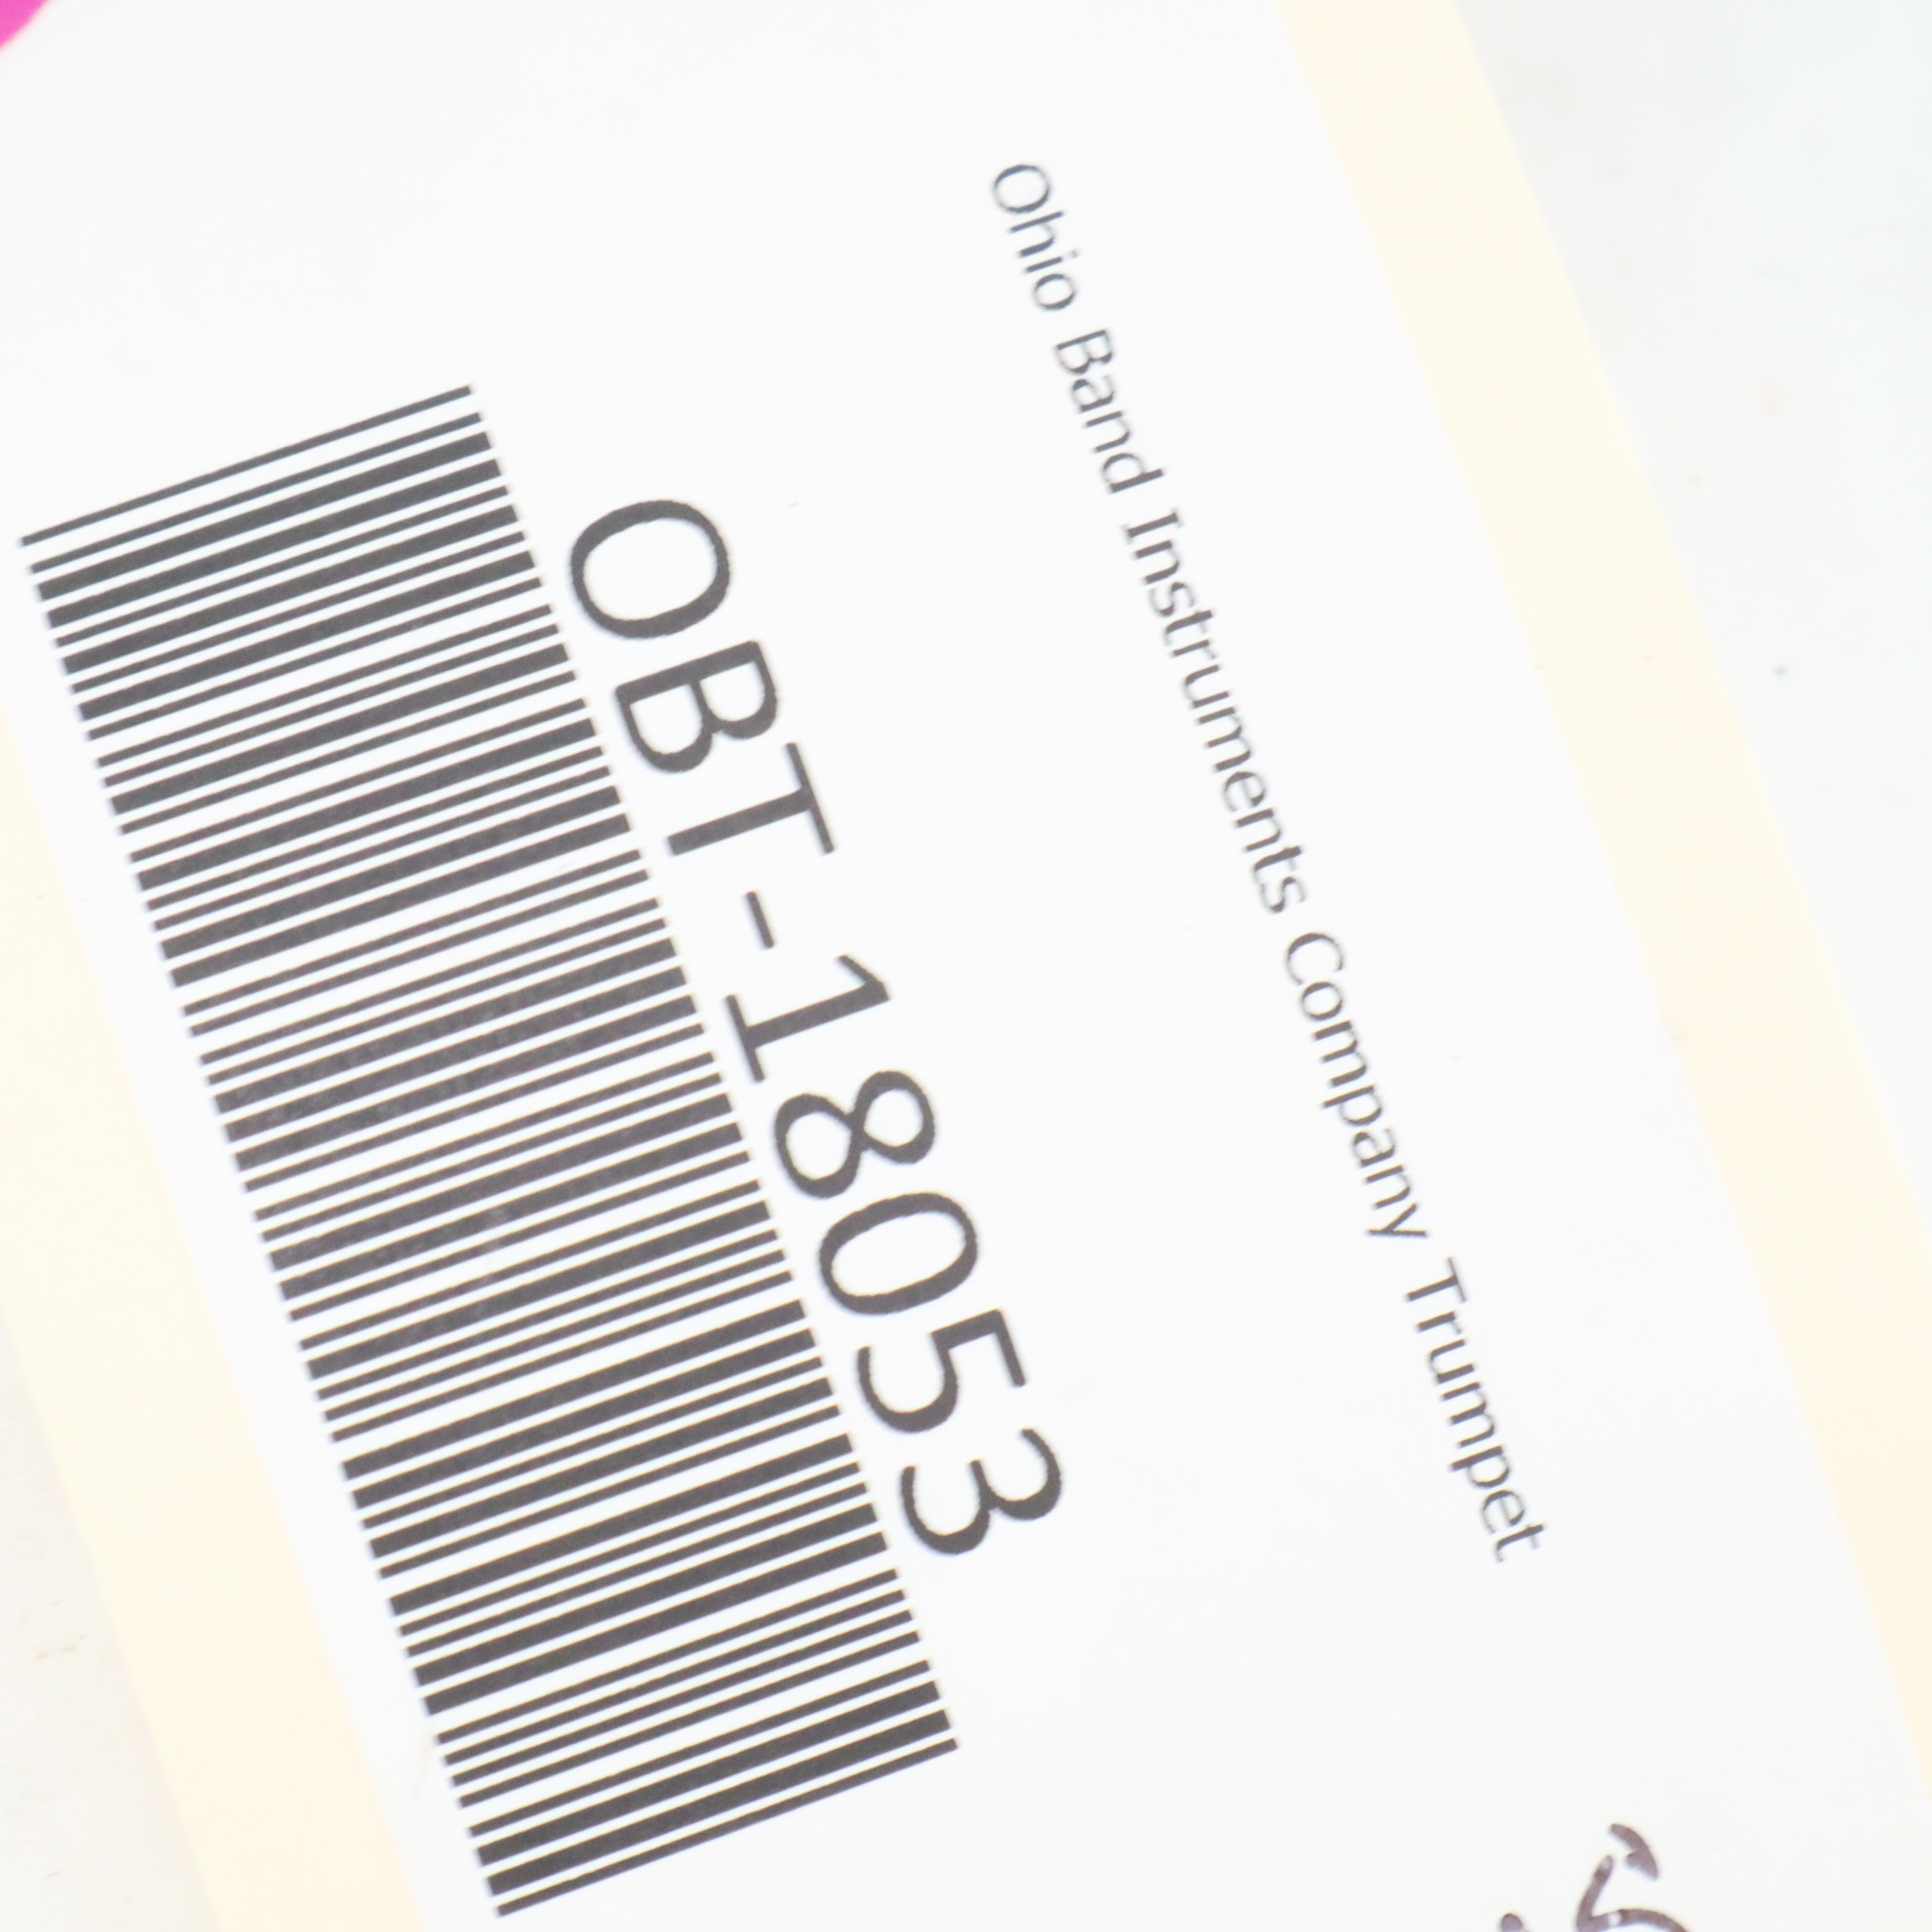 Ohio Band Instruments Company Trumpet
OBT-18053